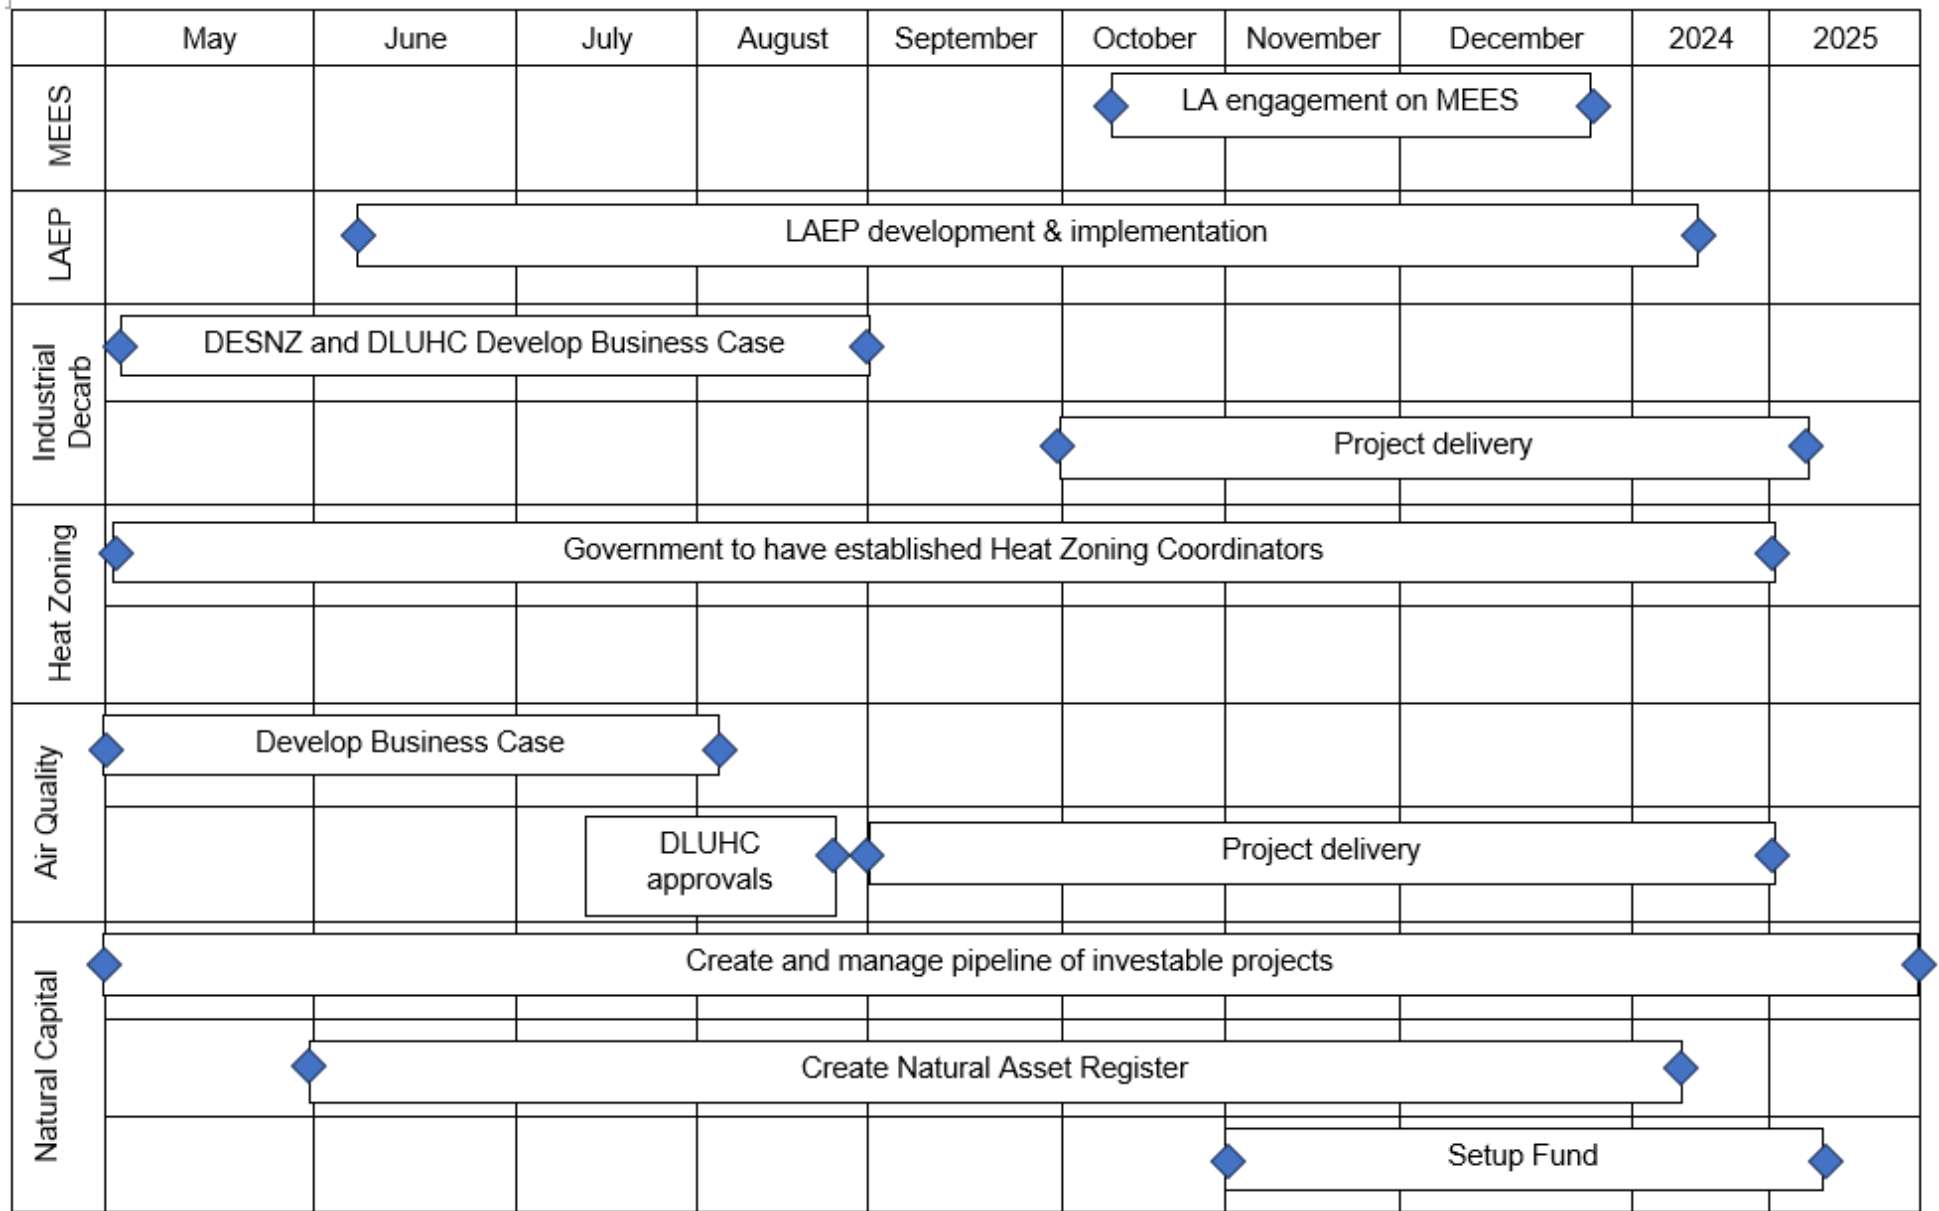 May June July August September October November December 2024 2025
MEES
LA engagement on MEES
LAEP
LAEP development & implementation
Industrial
Decarb
DESNZ and DLUHC Develop Business Case
Project delivery
Heat Zoning
Government to have established Heat Zoning Coordinators
Air Quality
Develop Business Case
DLUHC
approvals
Project delivery
Natural Capital
Create and manage pipeline of investable projects
Create Natural Asset Register
Setup Fund